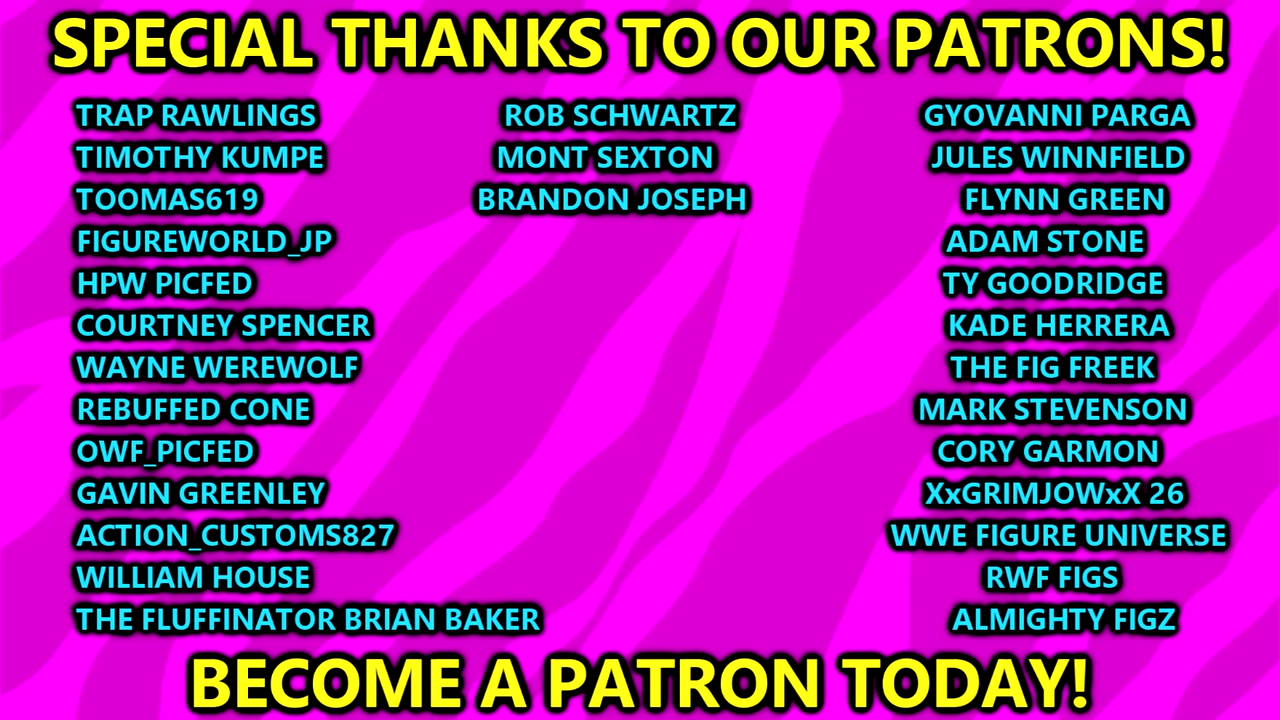 SPECIAL THANKS TO OUR PATRONS!
TRAP RAWLINGS
TIMOTHY KUMPE
TOOMAS619
FIGUREWORLD_JP
HPW PICFED
COURTNEY SPENCER
WAYNE WEREWOLF
REBUFFED CONE
OWF_PICFED
GAVIN GREENLEY
ACTION_CUSTOMS827
WILLIAM HOUSE
THE FLUFFINATOR BRIAN BAKER
ROB SCHWARTZ
MONT SEXTON
BRANDON JOSEPH
GYOVANNI PARGA
JULES WINNFIELD
FLYNN GREEN
ADAM STONE
TY GOODRIDGE
KADE HERRERA
THE FIG FREEK
MARK STEVENSON
CORY GARMON
XxGRIMJOWxX 26
WWE FIGURE UNIVERSE
RWF FIGS
ALMIGHTY FIGZ
BECOME A PATRON TODAY!